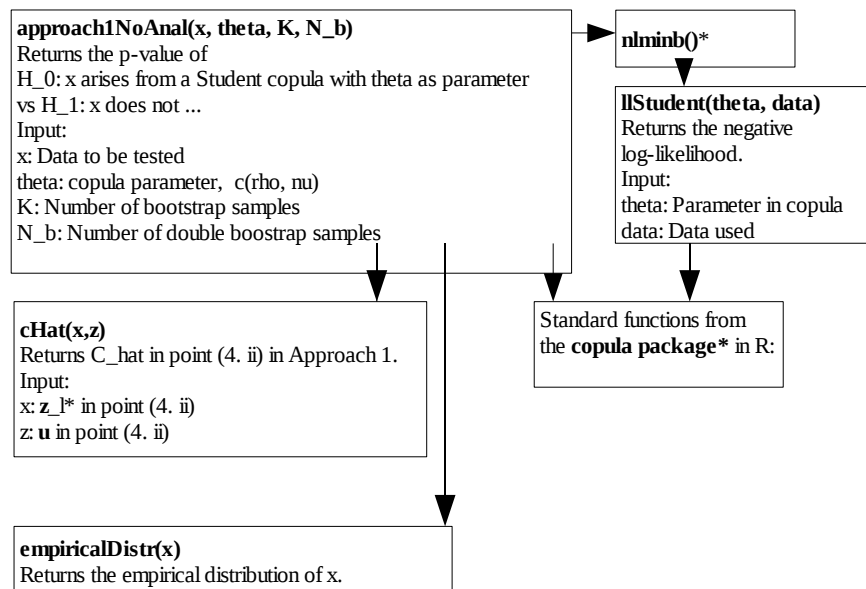 approach1NoAnal(x, theta, K, N_b)
Returns the p-value of
H_0: x arises from a Student copula with theta as parameter
vs H_1: x does not ...
Input:
x: Data to be tested
theta: copula parameter,  c(rho, nu)
K: Number of bootstrap samples
N_b: Number of double boostrap samples
nlminb()*
llStudent(theta, data)
Returns the negative
log-likelihood.
Input:
theta: Parameter in copula
data: Data used
cHat(x,z)
Returns C_hat in point (4. ii) in Approach 1.
Input:
x: z_l* in point (4. ii)
z: u in point (4. ii)
Standard functions from
the copula package* in R:
empiricalDistr(x)
Returns the empirical distribution of x.